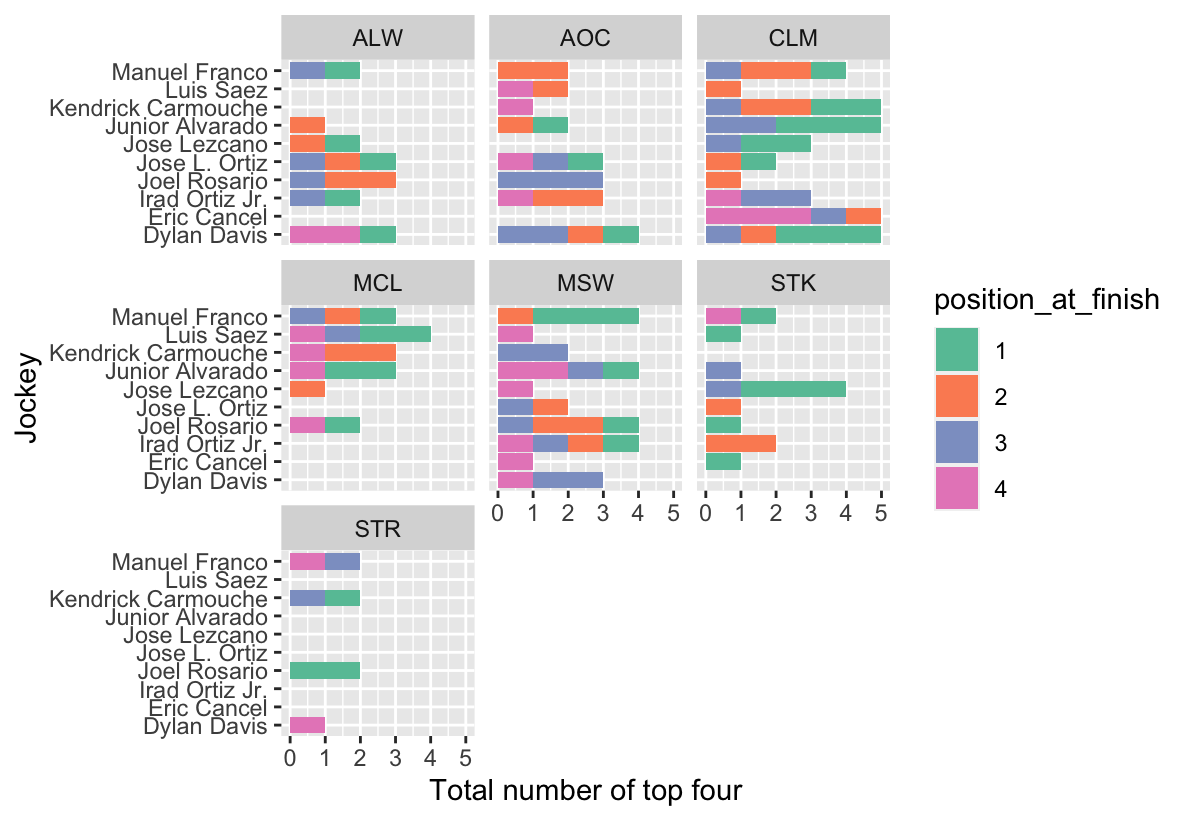 ALW
AOC
CLM
Manuel Franco
Luis Saez
Kendrick Carmouche
Junior Alvarado
Jose Lezcano
Jose L. Ortiz
Joel Rosario
Irad Ortiz Jr.
Eric Cancel
Dylan Davis
MCL
MSW
STK
Manuel Franco
Luis Saez
Kendrick Carmouche
Junior Alvarado
Jose Lezcano
Jose L. Ortiz
Joel Rosario
Irad Ortiz Jr.
Eric Cancel
Dylan Davis
0 1 2 3 4 5
0 1 2 3 4 5
STR
Manuel Franco
Luis Saez
Kendrick Carmouche
Junior Alvarado
Jose Lezcano
Jose L. Ortiz
Joel Rosario
Irad Ortiz Jr.
Eric Cancel
Dylan Davis
0 1 2 3 4 5
Total number of top four
Jockey
position_at_finish
1
2
3
4